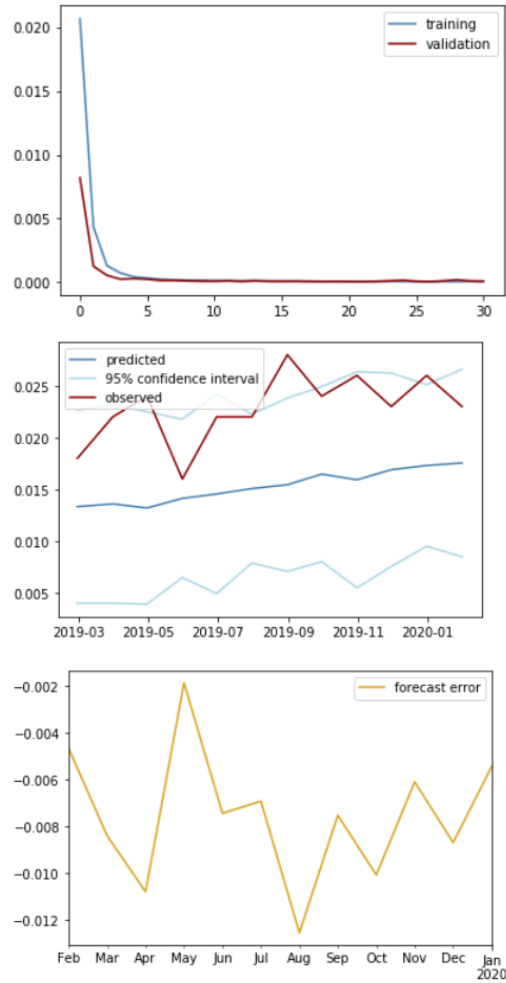 0.020
0.015
0.010
0.005
0.000
training
validation
0 5 10 15 20 25 30
0.025
0.020
0.015
0.010
0.005
predicted
95% confidence interval
observed
2019-03 2019-05 2019-07 2019-09 2019-11 2020-01
−0.002
−0.004
−0.006
−0.008
−0.010
−0.012
forecast error
Feb Mar Apr May Jun Jul Aug Sep Oct Nov Dec Jan
2020